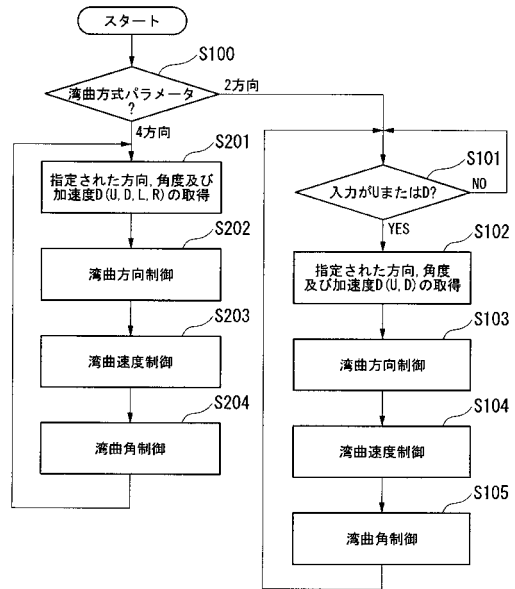 スタート
S100
湾曲方式パラメータ
?
2方向
4方向
S201
指定された方向,角度及び
加速度D(U,D,L,R)の取得
S202
湾曲方向制御
S203
湾曲速度制御
S204
湾曲角制御
S101
入力がUまたはD?
NO
YES
S102
指定された方向,角度
及び加速度D(U,D)の取得
S103
湾曲方向制御
S104
湾曲速度制御
S105
湾曲角制御